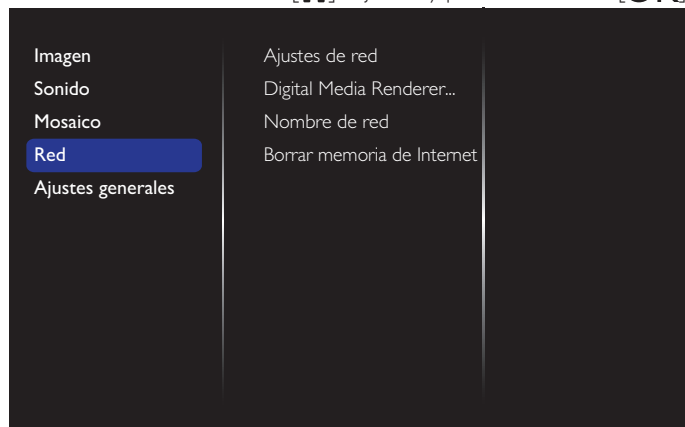 Imagen
Sonido
Mosaico
Red
Ajustes generales
Ajustes de red
Digital Media Renderer...
Nombre de red
Borrar memoria de Internet